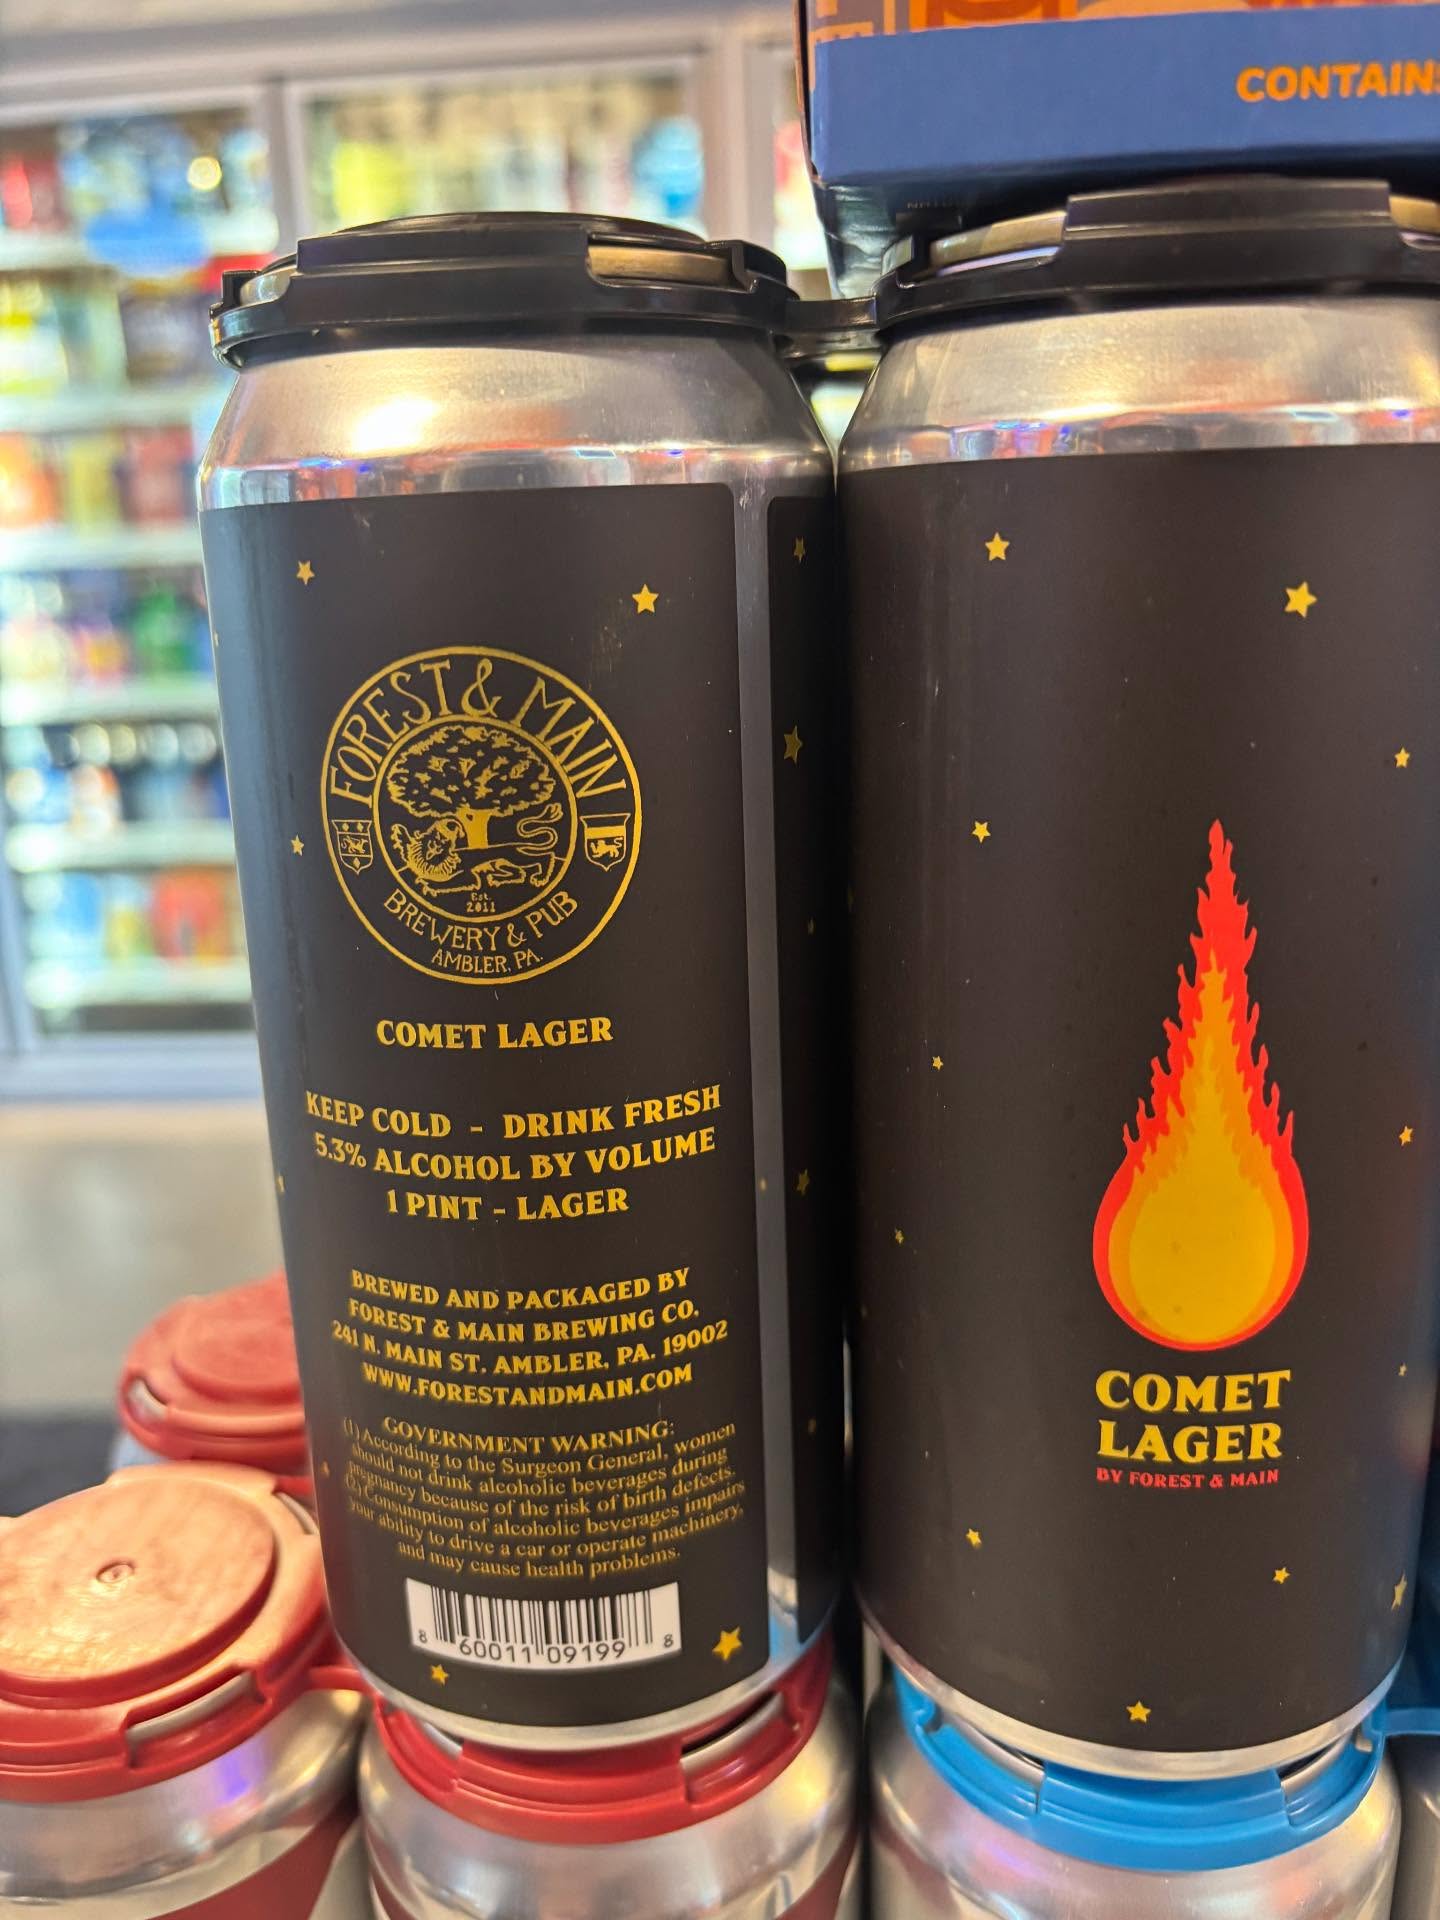 CONTAINS
FOREST & MAIN
Est.
2011
BREWERY & PUB
AMBLER, PA.
COMET LAGER
KEEP COLD - DRINK FRESH
5.3% ALCOHOL BY VOLUME
1 PINT - LAGER
BREWED AND PACKAGED BY
FOREST & MAIN BREWING CO.
241 N. MAIN ST. AMBLER, PA. 19002
WWW.FORESTANDMAIN.COM
GOVERNMENT WARNING:
(1) According to the Surgeon General, women
should not drink alcoholic beverages during
pregnancy because of the risk of birth defects.
(2) Consumption of alcoholic beverages impairs
your ability to drive a car or operate machinery,
and may cause health problems.
8 60011 09199 8
COMET
LAGER
BY FOREST & MAIN